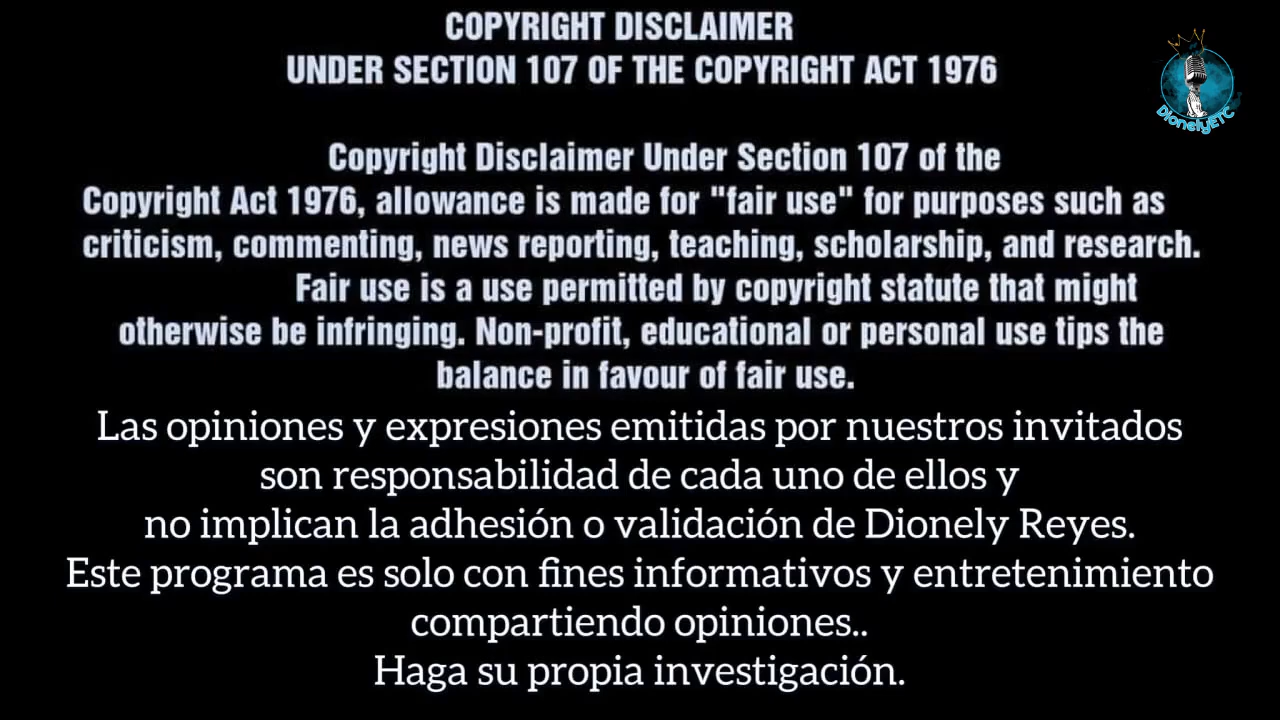 COPYRIGHT DISCLAIMER
UNDER SECTION 107 OF THE COPYRIGHT ACT 1976
DionelyETC
Copyright Disclaimer Under Section 107 of the
Copyright Act 1976, allowance is made for "fair use" for purposes such as
criticism, commenting, news reporting, teaching, scholarship, and research.
Fair use is a use permitted by copyright statute that might
otherwise be infringing. Non-profit, educational or personal use tips the
balance in favour of fair use.
Las opiniones y expresiones emitidas por nuestros invitados
son responsabilidad de cada uno de ellos y
no implican la adhesión o validación de Dionely Reyes.
Este programa es solo con fines informativos y entretenimiento
compartiendo opiniones..
Haga su propia investigación.